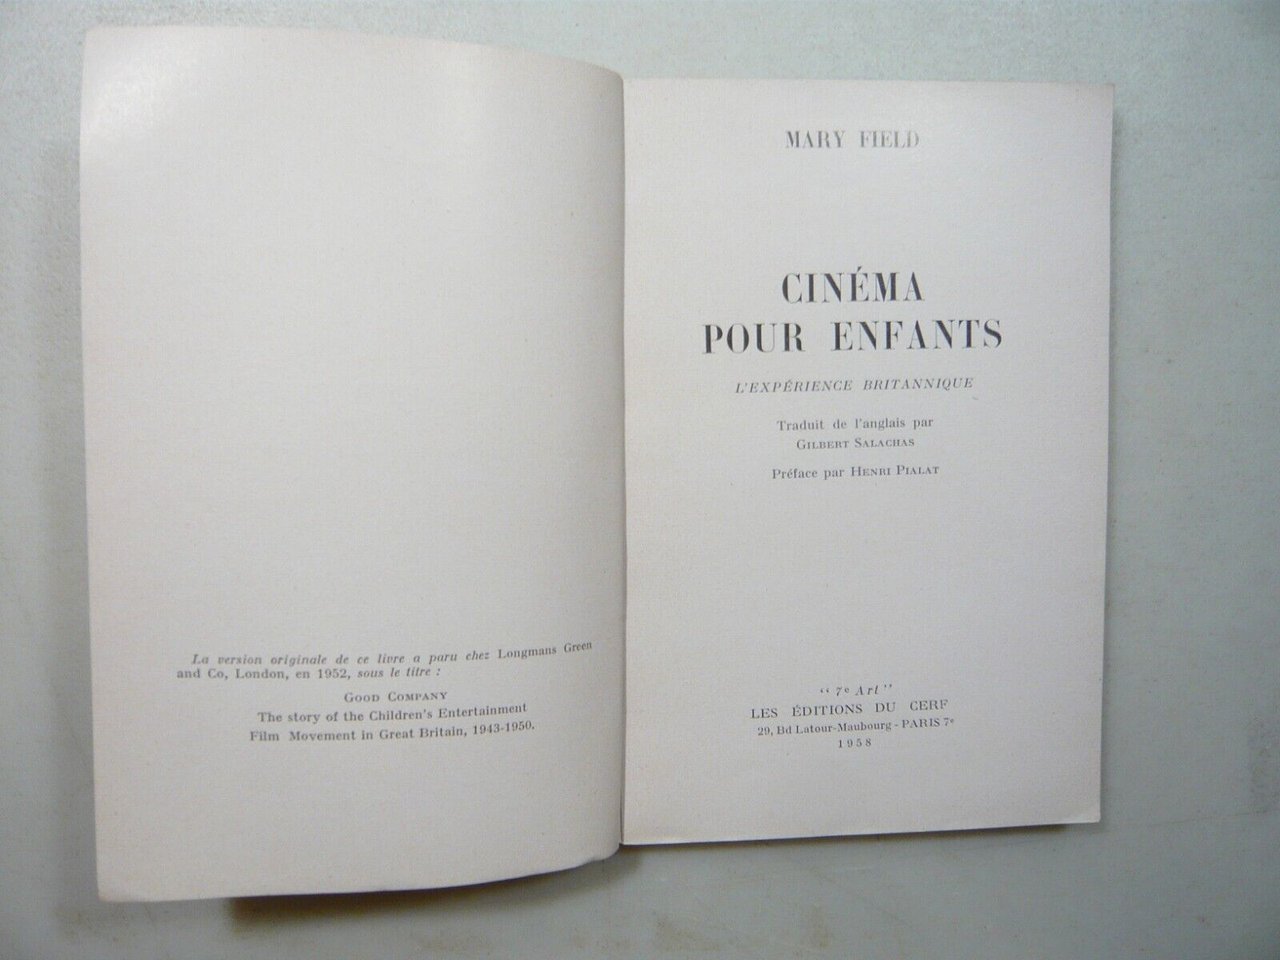 La version originale de ce livre a paru chez Longmans Green
and Co, London, en 1952, sous le titre :
GOOD COMPANY
The story of the Children's Entertainment
Film Movement in Great Britain, 1943-1950.
MARY FIELD
CINÉMA
POUR ENFANTS
L'EXPÉRIENCE BRITANNIQUE
Traduit de l'anglais par
GILBERT SALACHAS
Préface par HENRI PIALAT
“ 7e Art ”
LES ÉDITIONS DU CERF
29, Bd Latour-Maubourg - PARIS 7e
1958